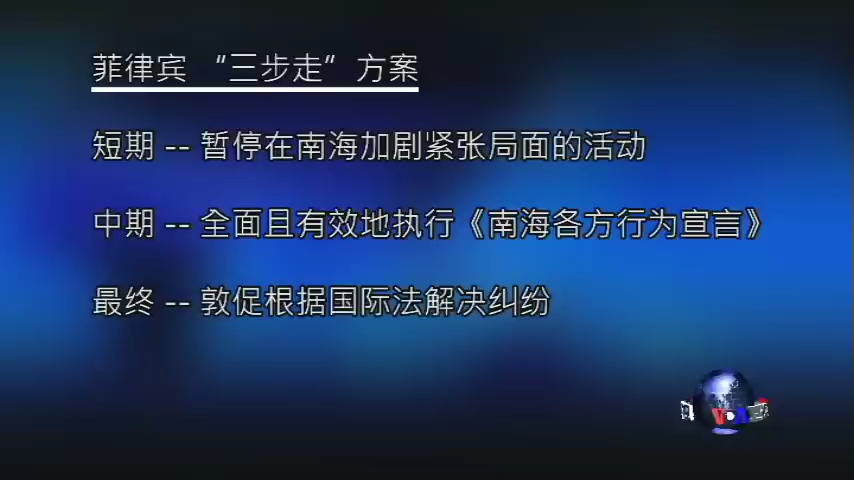 菲律宾 “三步走” 方案
短期 -- 暂停在南海加剧紧张局面的活动
中期 -- 全面且有效地执行《南海各方行为宣言》
最终 -- 敦促根据国际法解决纠纷
VOA